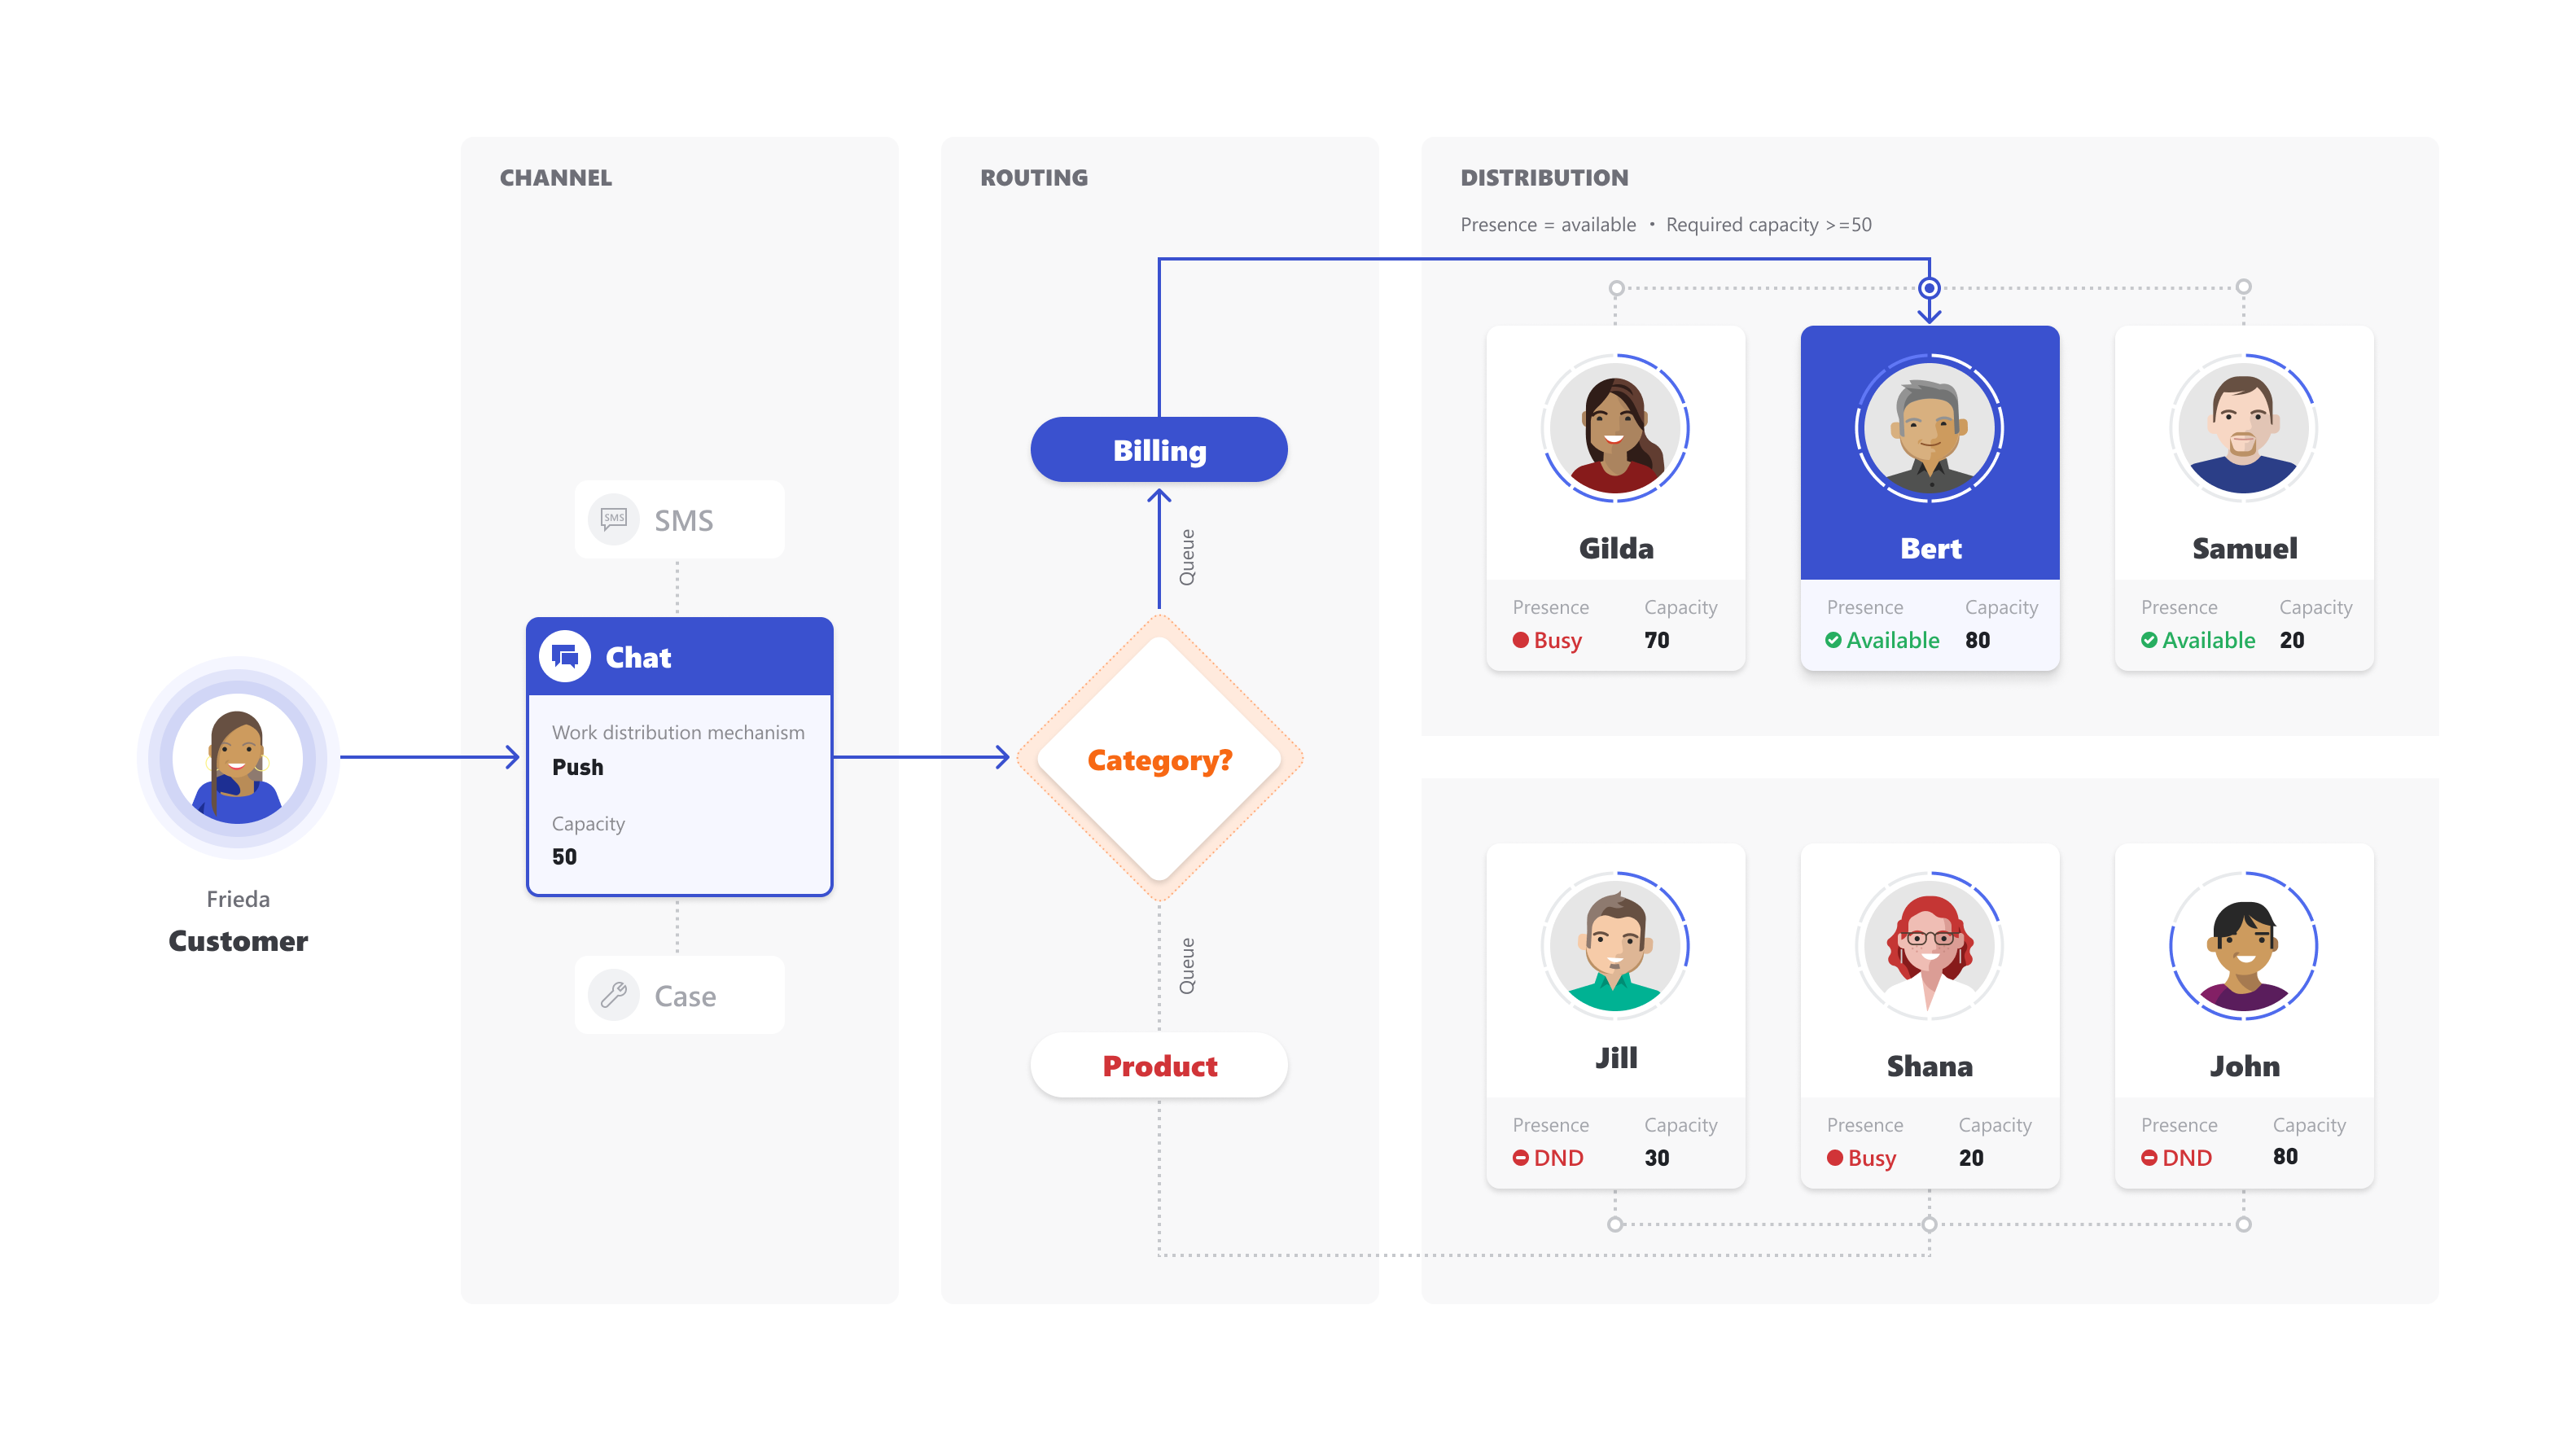 Frieda
Customer
CHANNEL
SMS
SMS
Chat
Work distribution mechanism
Push
Capacity
50
Case
ROUTING
Billing
Queue
Category?
Queue
Product
DISTRIBUTION
Presence = available • Required capacity >=50
Gilda
Presence Capacity
Busy 70
Bert
Presence Capacity
Available 80
Samuel
Presence Capacity
Available 20
Jill
Presence Capacity
DND 30
Shana
Presence Capacity
Busy 20
John
Presence Capacity
DND 80